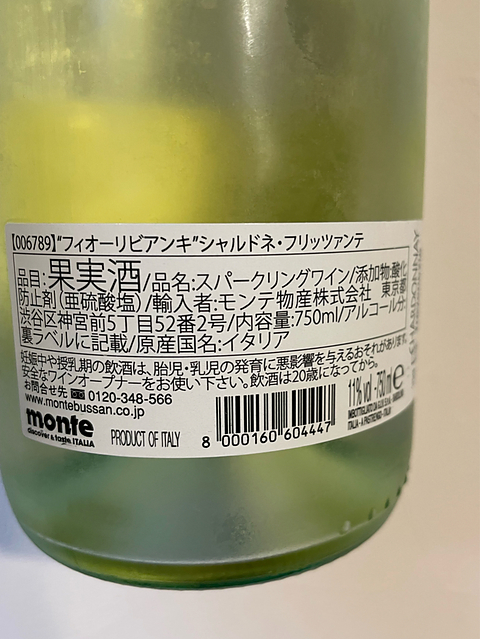 【006789】"フィオーリビアンキ"シャルドネ・フリッツァンテ
品目:果実酒/品名:スパークリングワイン/添加物:酸化
防止剤(亜硫酸塩)/輸入者:モンテ物産株式会社 東京都
渋谷区神宮前5丁目52番2号/内容量:750ml/アルコール分:
裏ラベルに記載/原産国名:イタリア
妊娠中や授乳期の飲酒は、胎児・乳児の発育に悪影響を与えるおそれがあります。
安全なワインオープナーをお使い下さい。飲酒は20歳になってから。
お問合せ先 0120-348-566
www.montebussan.co.jp
monte
discover & taste ITALIA
PRODUCT OF ITALY
8 000160 604447
11% vol - 750 ml e
ITALIA
CHARDONNAY